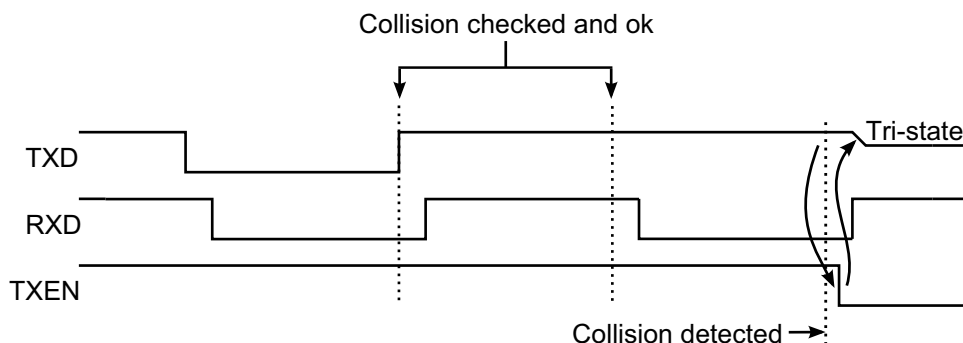 Collision checked and ok
Tri-state
TXD
RXD
TXEN
Collision detected